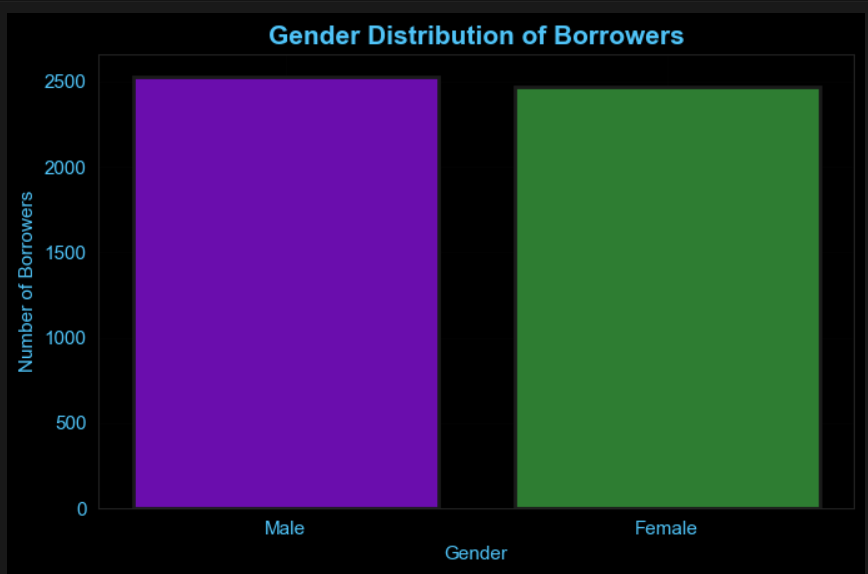 Gender Distribution of Borrowers
Number of Borrowers
2500
2000
1500
1000
500
0
Male Female
Gender